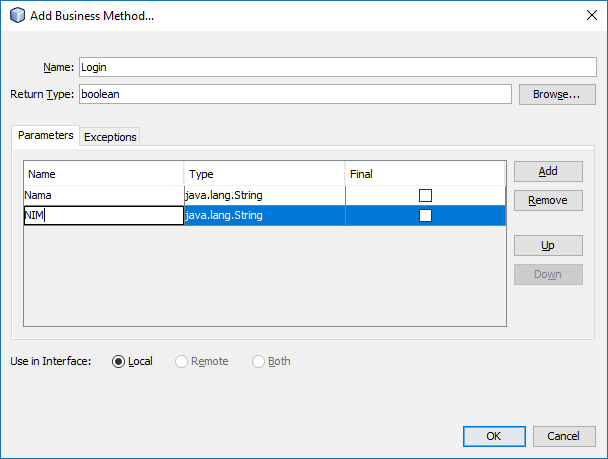 Add Business Method...
Name: Login
Return Type: boolean Browse...
Parameters Exceptions
Name Type Final Add
Nama java.lang.String
NIM java.lang.String Remove
Up
Down
Use in Interface: Local Remote Both
OK Cancel